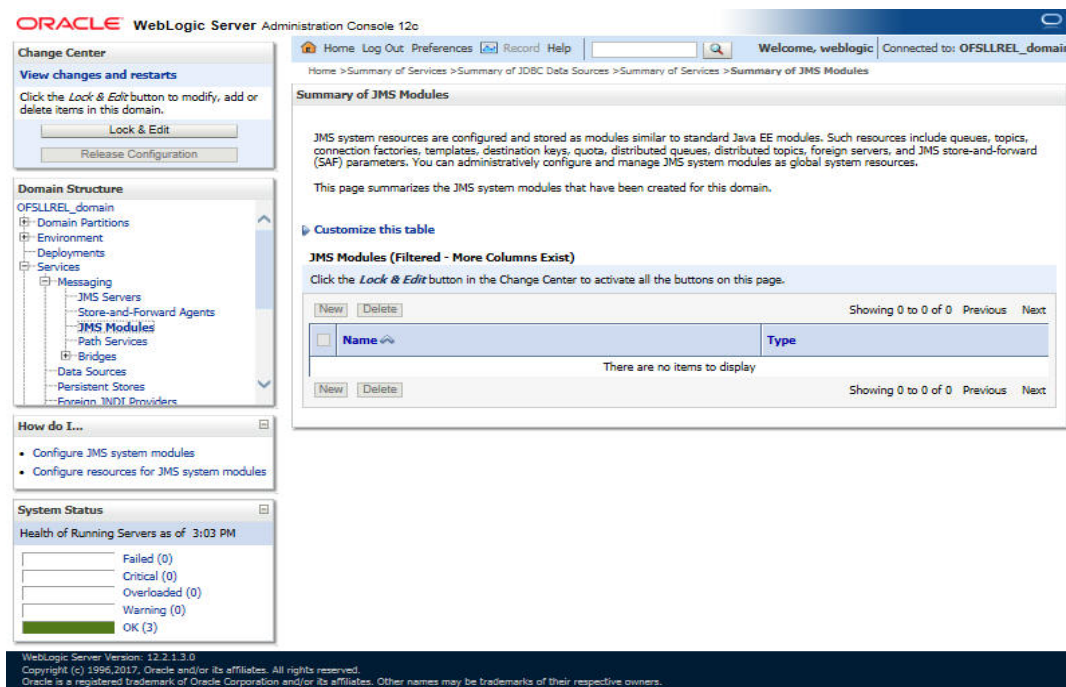 ORACLE WebLogic Server Administration Console 12c
Change Center
View changes and restarts
Click the Lock & Edit button to modify, add or
delete items in this domain.
Lock & Edit
Release Configuration
Domain Structure
OFSLLREL_domain
Domain Partitions
Environment
Deployments
Services
Messaging
JMS Servers
Store-and-Forward Agents
JMS Modules
Path Services
Bridges
Data Sources
Persistent Stores
Foreign JNDI Providers
How do I...
Configure JMS system modules
Configure resources for JMS system modules
System Status
Health of Running Servers as of 3:03 PM
Failed (0)
Critical (0)
Overloaded (0)
Warning (0)
OK (3)
Home Log Out Preferences Record Help
Welcome, weblogic Connected to: OFSLLREL_domain
Home >Summary of Services >Summary of JDBC Data Sources >Summary of Services >Summary of JMS Modules
Summary of JMS Modules
JMS system resources are configured and stored as modules similar to standard Java EE modules. Such resources include queues, topics,
connection factories, templates, destination keys, quota, distributed queues, distributed topics, foreign servers, and JMS store-and-forward
(SAF) parameters. You can administratively configure and manage JMS system modules as global system resources.
This page summarizes the JMS system modules that have been created for this domain.
Customize this table
JMS Modules (Filtered - More Columns Exist)
Click the Lock & Edit button in the Change Center to activate all the buttons on this page.
New Delete Showing 0 to 0 of 0 Previous Next
Name Type
There are no items to display
New Delete Showing 0 to 0 of 0 Previous Next
WebLogic Server Version: 12.2.1.3.0
Copyright (c) 1996,2017, Oracle and/or its affiliates. All rights reserved.
Oracle is a registered trademark of Oracle Corporation and/or its affiliates. Other names may be trademarks of their respective owners.